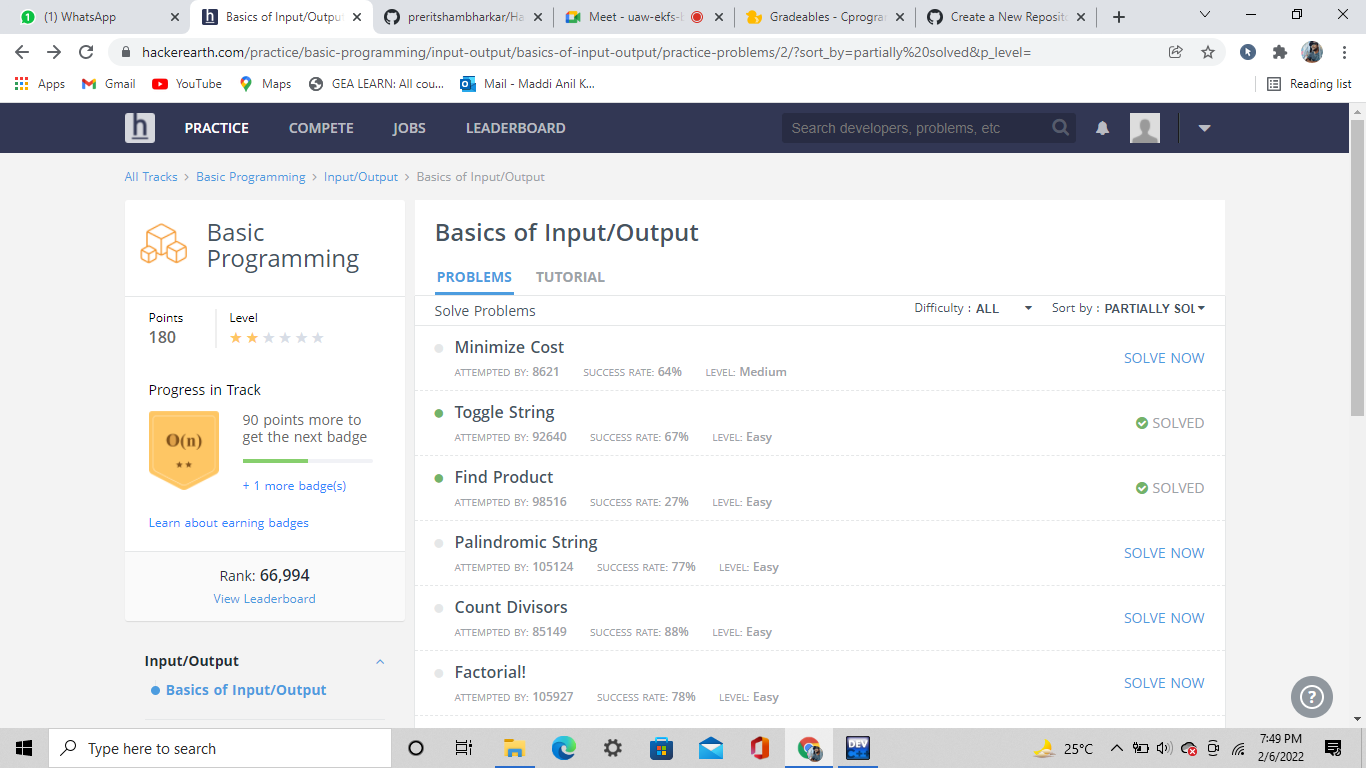 (1) WhatsApp
Basics of Input/Output
preritshambharkar/Ha
Meet - uaw-ekfs-
Gradeables - Cprogra
Create a New Reposit
hackerearth.com/practice/basic-programming/input-output/basics-of-input-output/practice-problems/2/?sort_by=partially%20solved&p_level=
Apps
Gmail
YouTube
Maps
GEA LEARN: All cou...
Mail - Maddi Anil K...
Reading list
h
PRACTICE
COMPETE
JOBS
LEADERBOARD
Search developers, problems, etc
All Tracks > Basic Programming > Input/Output > Basics of Input/Output
Basic
Programming
Points
180
Level
Progress in Track
O(n)
90 points more to
get the next badge
+ 1 more badge(s)
Learn about earning badges
Rank: 66,994
View Leaderboard
Input/Output
Basics of Input/Output
Basics of Input/Output
PROBLEMS
TUTORIAL
Solve Problems
Difficulty : ALL
Sort by : PARTIALLY SOL
Minimize Cost
ATTEMPTED BY: 8621 SUCCESS RATE: 64% LEVEL: Medium
SOLVE NOW
Toggle String
ATTEMPTED BY: 92640 SUCCESS RATE: 67% LEVEL: Easy
SOLVED
Find Product
ATTEMPTED BY: 98516 SUCCESS RATE: 27% LEVEL: Easy
SOLVED
Palindromic String
ATTEMPTED BY: 105124 SUCCESS RATE: 77% LEVEL: Easy
SOLVE NOW
Count Divisors
ATTEMPTED BY: 85149 SUCCESS RATE: 88% LEVEL: Easy
SOLVE NOW
Factorial!
ATTEMPTED BY: 105927 SUCCESS RATE: 78% LEVEL: Easy
SOLVE NOW
?
Type here to search
DEV
25°C
7:49 PM
2/6/2022